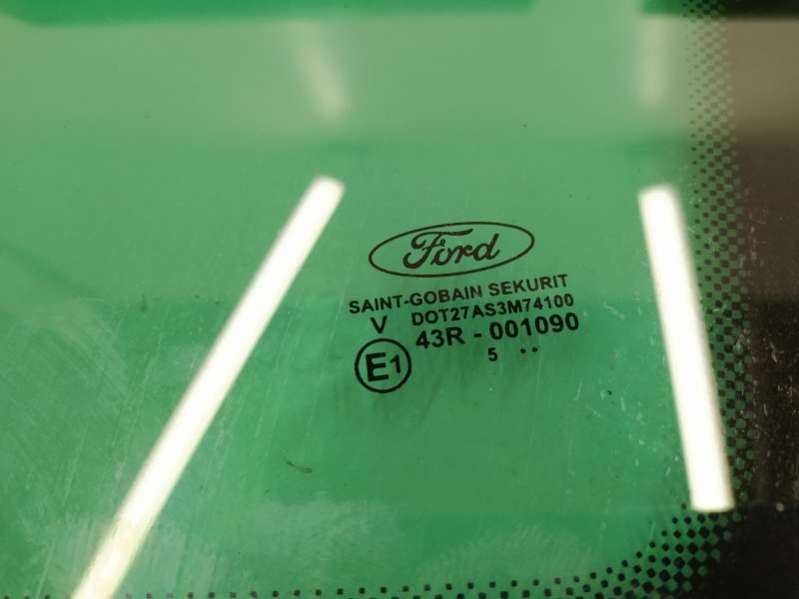 Ford
SAINT-GOBAIN SEKURIT
V DOT27AS3M74100
43R - 001090
E1 5 ..